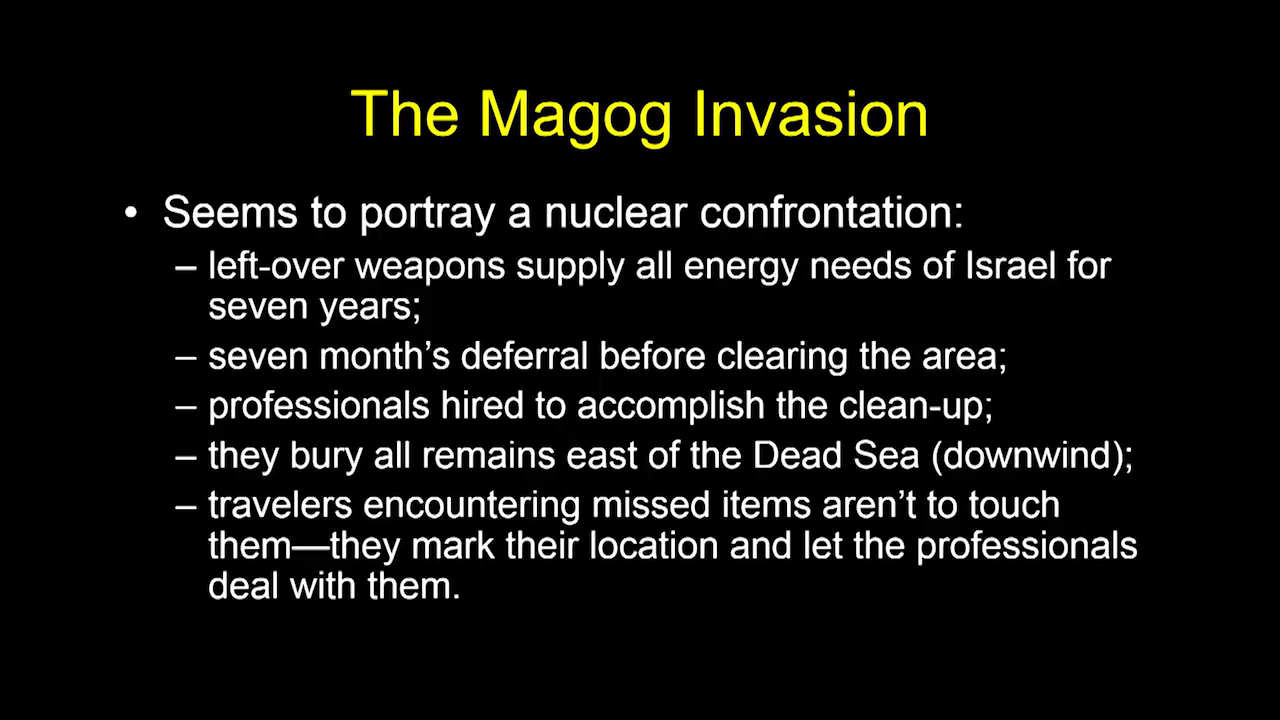 The Magog Invasion
• Seems to portray a nuclear confrontation:
– left-over weapons supply all energy needs of Israel for
seven years;
– seven month’s deferral before clearing the area;
– professionals hired to accomplish the clean-up;
– they bury all remains east of the Dead Sea (downwind);
– travelers encountering missed items aren’t to touch
them—they mark their location and let the professionals
deal with them.